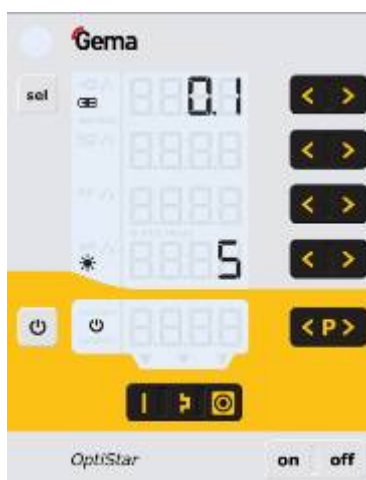 Gema
sel 0.1 < >
< >
< >
5 < >
< P >
OptiStar on off